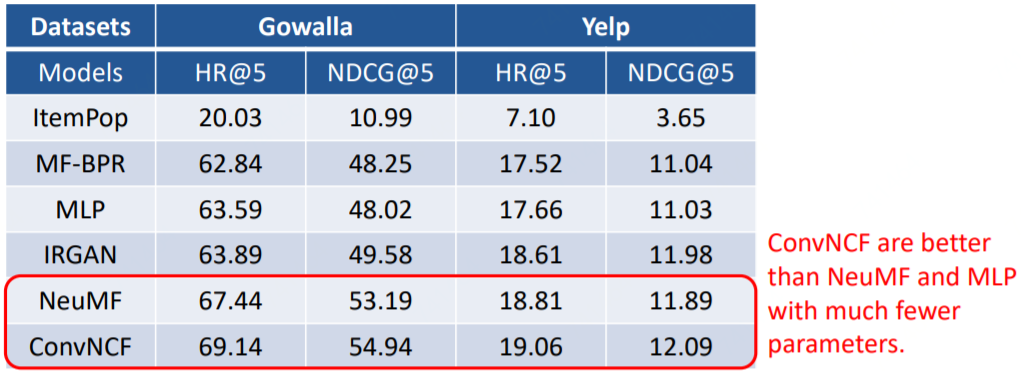 Datasets Gowalla Yelp
Models HR@5 NDCG@5 HR@5 NDCG@5
ItemPop 20.03 10.99 7.10 3.65
MF-BPR 62.84 48.25 17.52 11.04
MLP 63.59 48.02 17.66 11.03
IRGAN 63.89 49.58 18.61 11.98
NeuMF 67.44 53.19 18.81 11.89
ConvNCF 69.14 54.94 19.06 12.09
ConvNCF are better
than NeuMF and MLP
with much fewer
parameters.